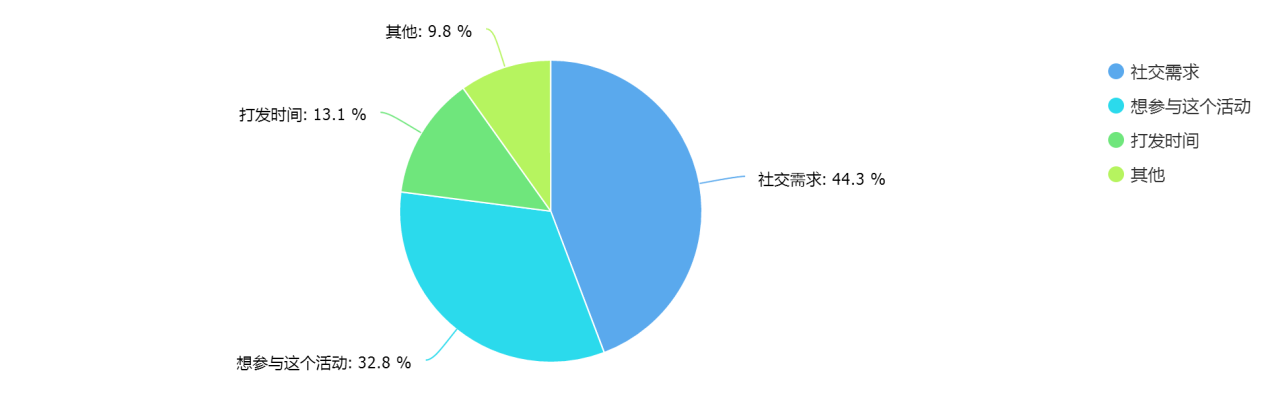 其他: 9.8 %
打发时间: 13.1 %
社交需求: 44.3 %
想参与这个活动: 32.8 %
社交需求
想参与这个活动
打发时间
其他